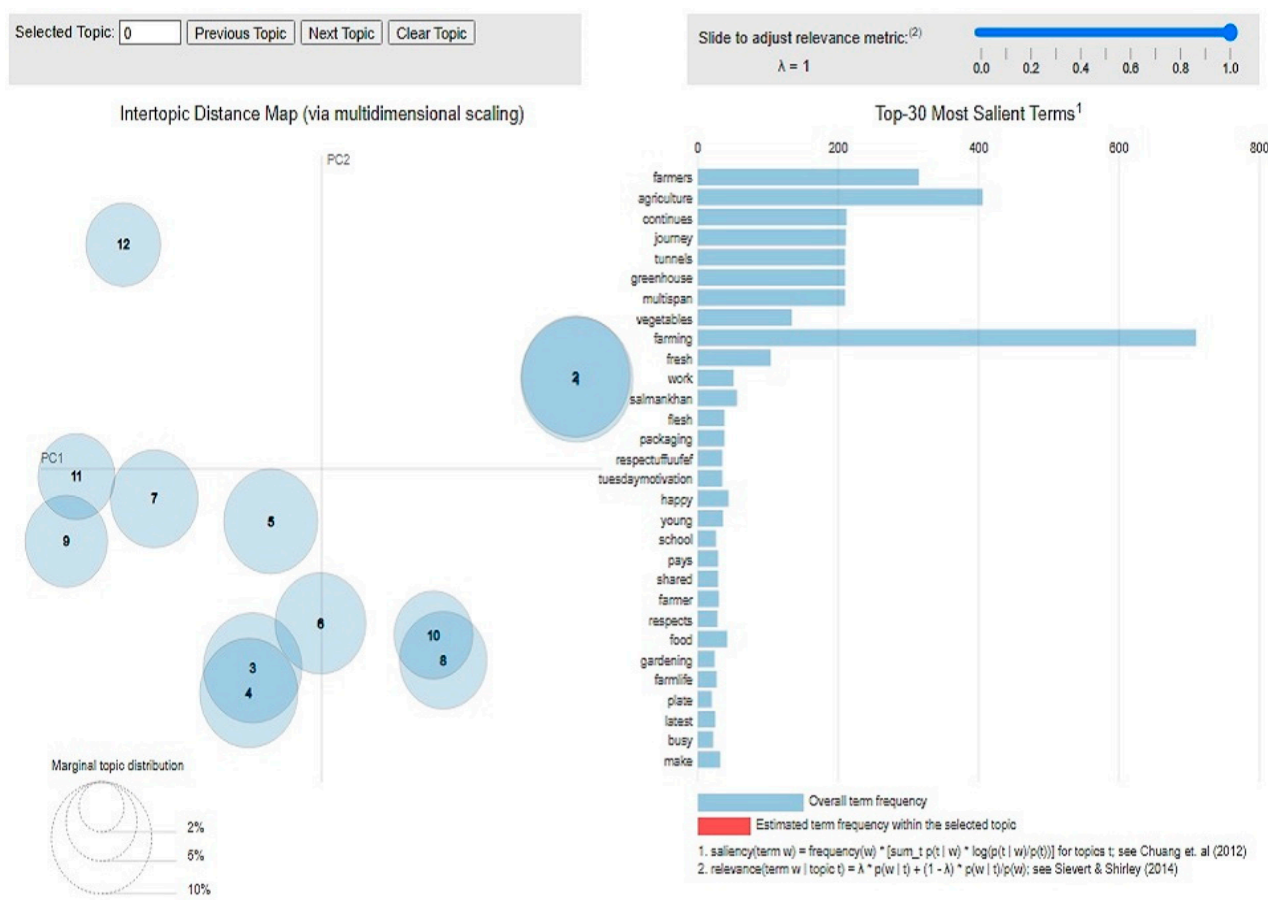 Selected Topic: 0 Previous Topic Next Topic Clear Topic
Slide to adjust relevance metric:(2)
λ = 1
0.0 0.2 0.4 0.6 0.8 1.0
Intertopic Distance Map (via multidimensional scaling)
PC2
12
2
PC1
11
7
9
5
6
10
8
3
4
Marginal topic distribution
2%
5%
10%
Top-30 Most Salient Terms1
0 200 400 600 800
farmers
agriculture
continues
journey
tunnels
greenhouse
multispan
vegetables
farming
fresh
work
salmankhan
flesh
packaging
respectuffuufef
tuesdaymotivation
happy
young
school
pays
shared
farmer
respects
food
gardening
farmlife
plate
latest
busy
make
Overall term frequency
Estimated term frequency within the selected topic
1. saliency(term w) = frequency(w) * [sum_t p(t | w) * log(p(t | w)/p(t))] for topics t; see Chuang et. al (2012)
2. relevance(term w | topic t) = λ * p(w | t) + (1 - λ) * p(w | t)/p(w); see Sievert & Shirley (2014)